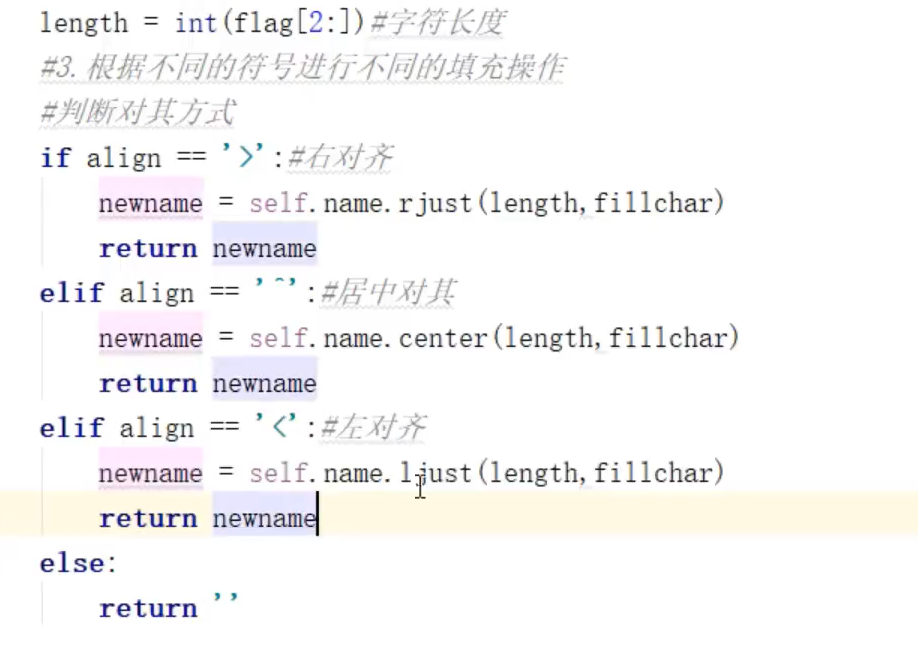 length = int(flag[2:])#字符长度
#3. 根据不同的符号进行不同的填充操作
#判断对其方式
if align == '>':#右对齐
newname = self.name.rjust(length,fillchar)
return newname
elif align == '^':#居中对其
newname = self.name.center(length,fillchar)
return newname
elif align == '<':#左对齐
newname = self.name.ljust(length,fillchar)
return newname
else:
return ''